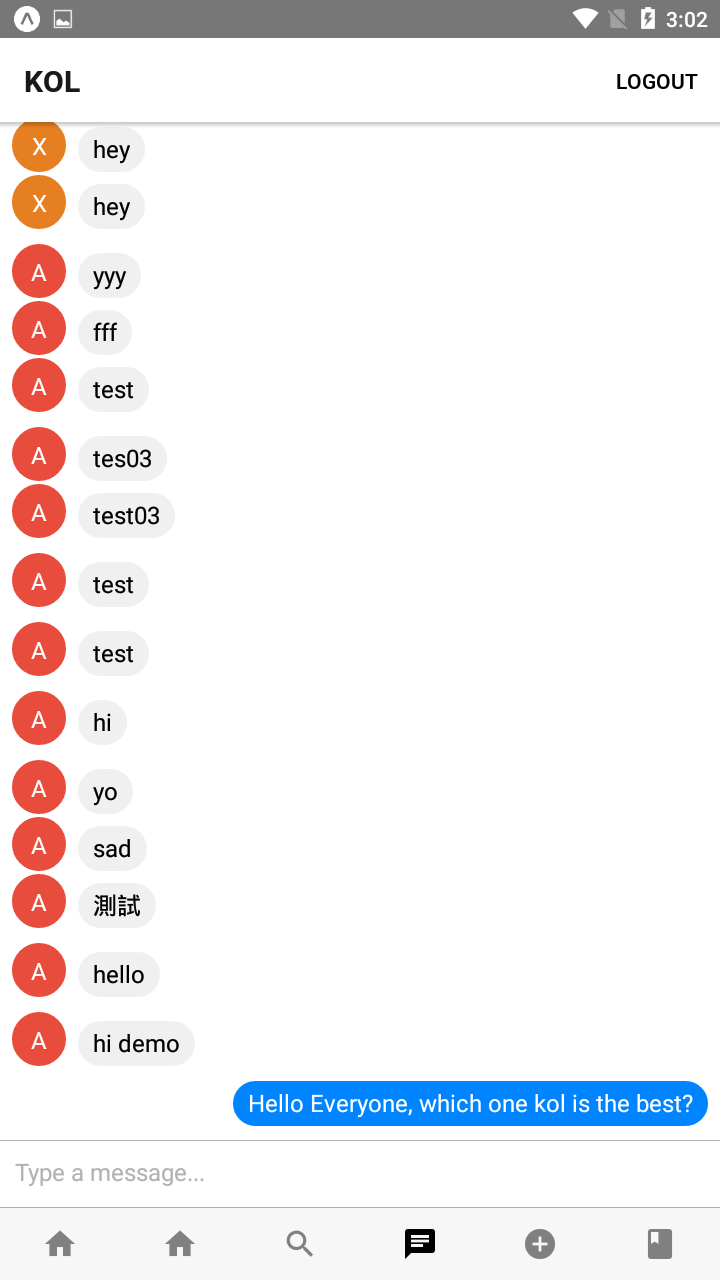 3:02
KOL
LOGOUT
X
hey
X
hey
A
yyy
A
fff
A
test
A
tes03
A
test03
A
test
A
test
A
hi
A
yo
A
sad
A
測試
A
hello
A
hi demo
Hello Everyone, which one kol is the best?
Type a message...